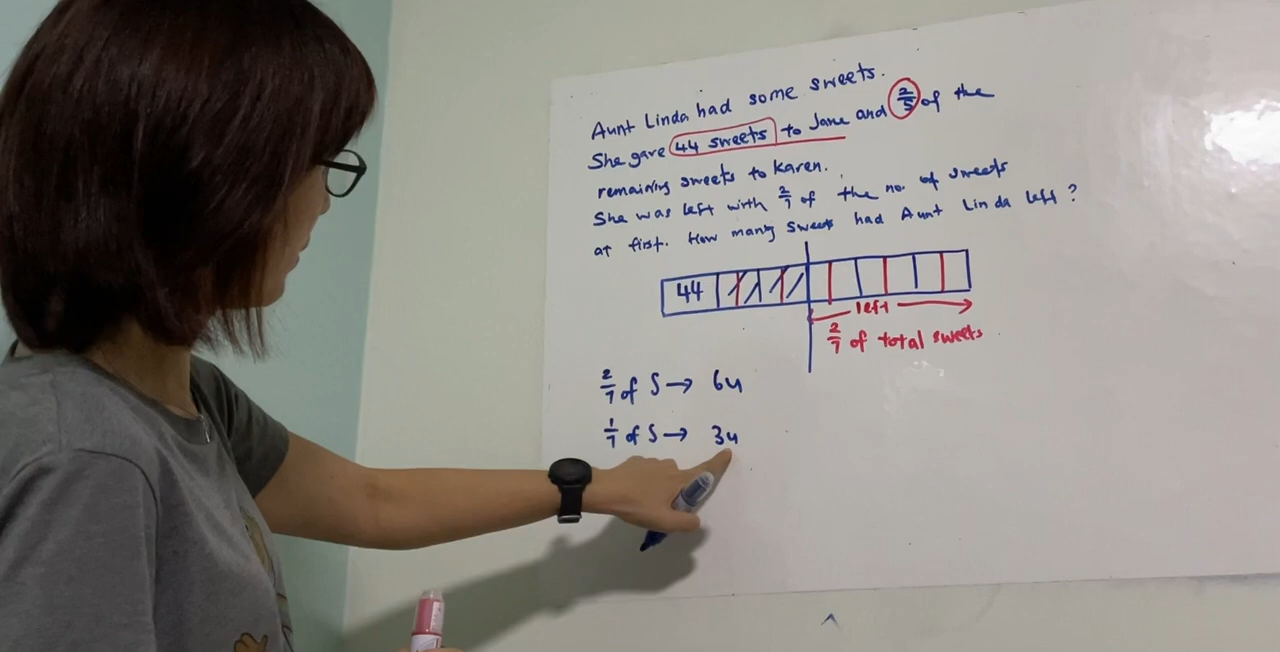 Aunt Linda had some sweets.
She gave 44 sweets to Jane and 2/5 of the
remaining sweets to Karen.
She was left with 2/7 of the no. of sweets
at first. How many sweets had Aunt Linda left?
44
left
2/7 of total sweets
2/7 of S → 6u
1/7 of S → 3u